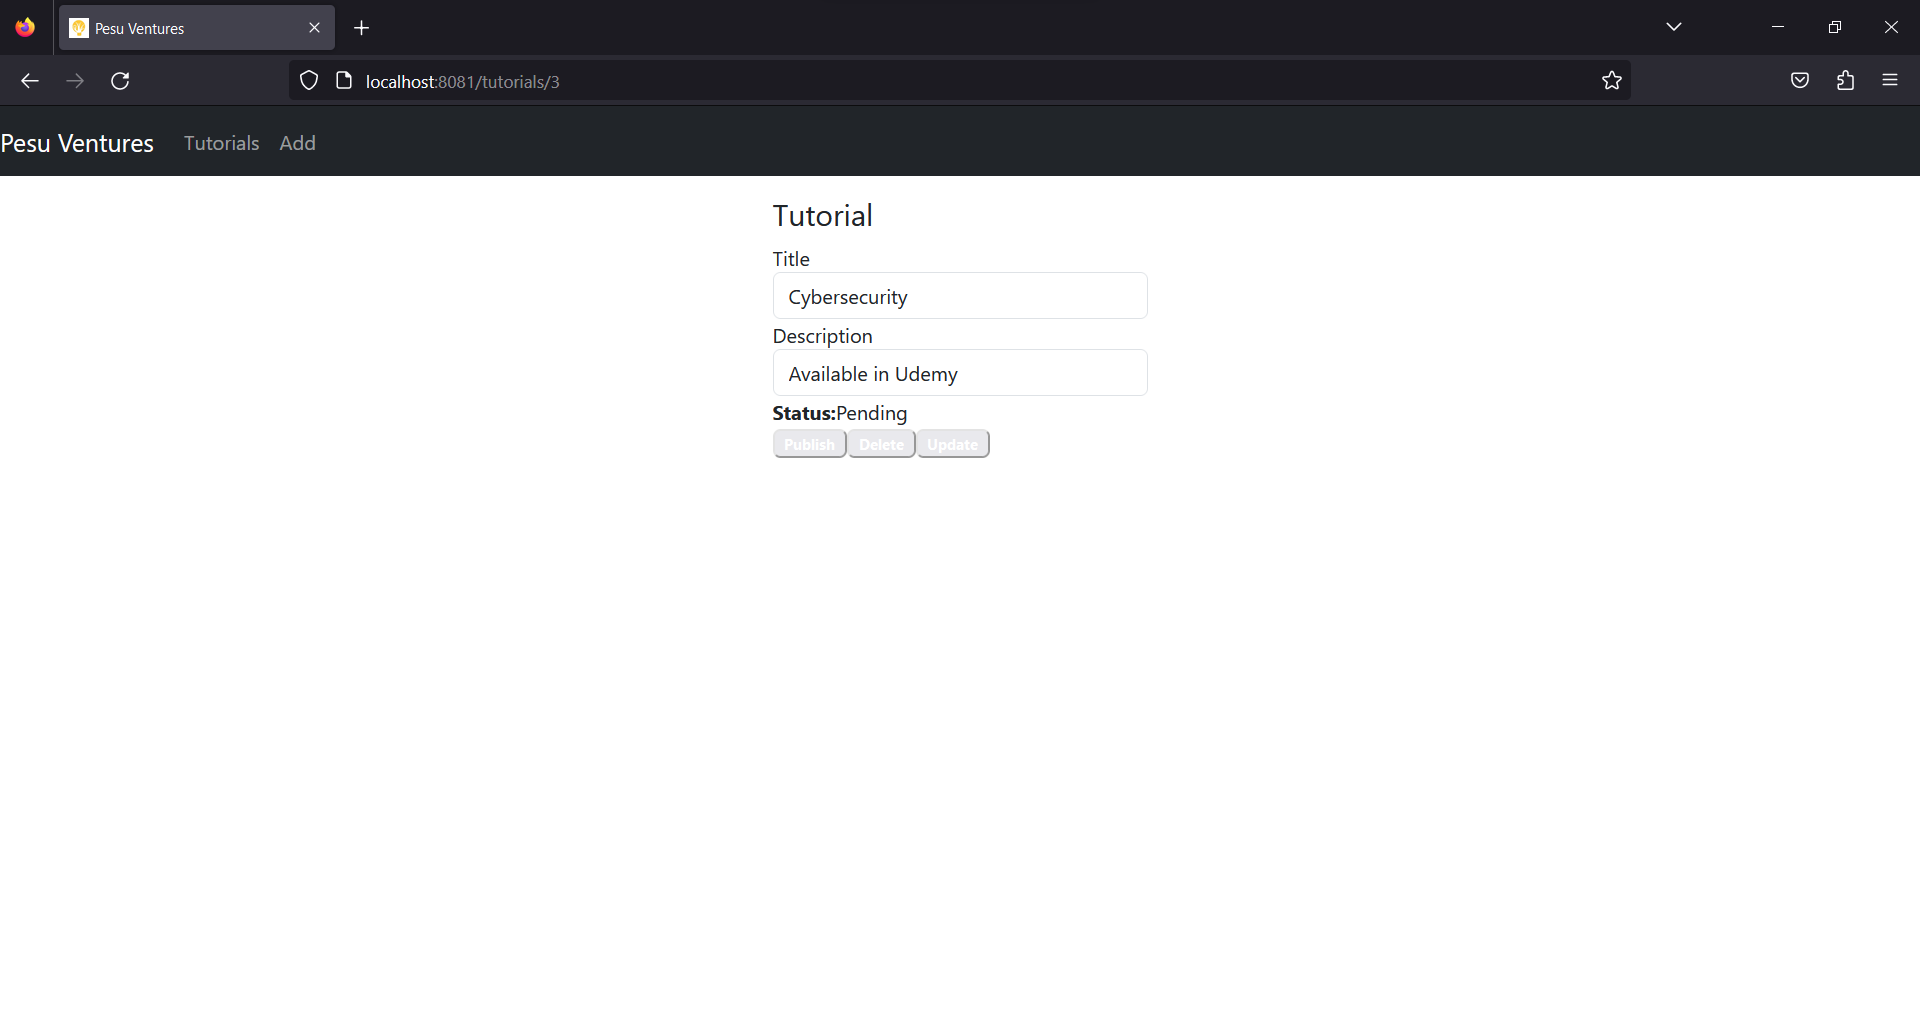 Pesu Ventures
localhost:8081/tutorials/3
Pesu Ventures Tutorials Add
Tutorial
Title
Cybersecurity
Description
Available in Udemy
Status:Pending
Publish Delete Update